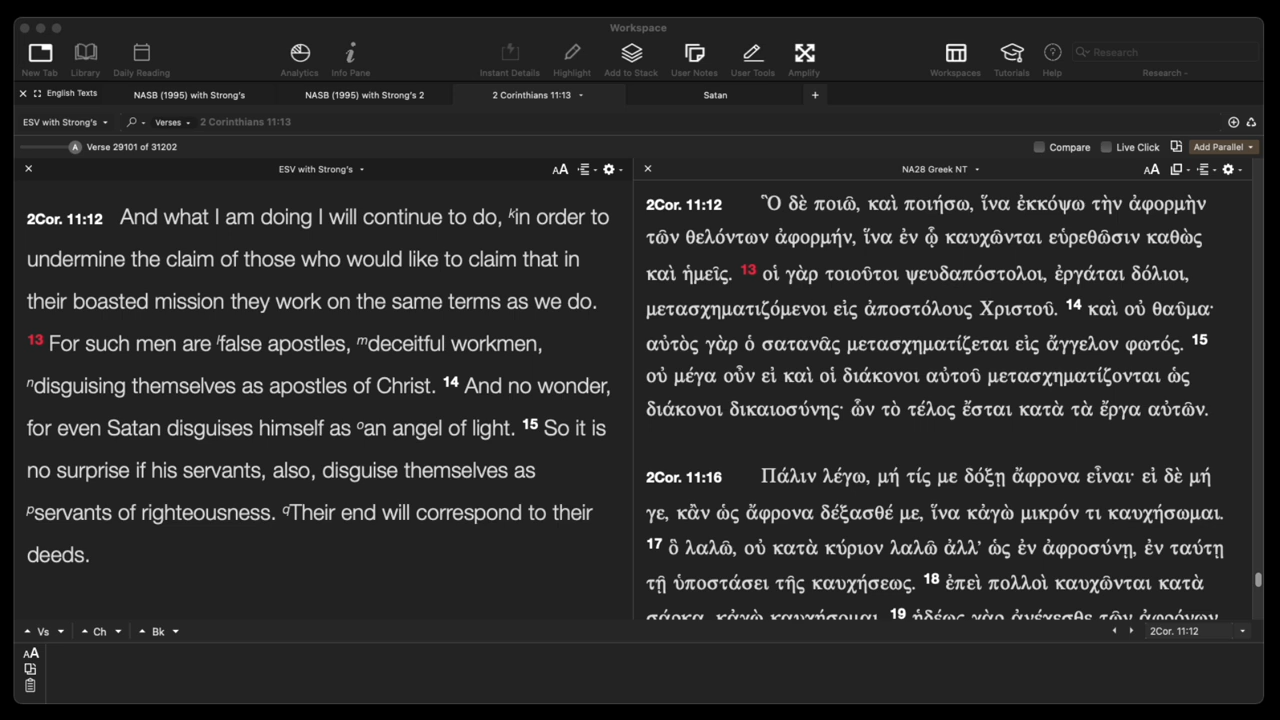 Workspace
New Tab Library Daily Reading Analytics Info Pane Instant Details Highlight Add to Stack User Notes User Tools Amplify Workspaces Tutorials Help Research
Research
English Texts NASB (1995) with Strong's NASB (1995) with Strong's 2 2 Corinthians 11:13 Satan +
ESV with Strong's Verses 2 Corinthians 11:13
A Verse 29101 of 31202 Compare Live Click Add Parallel
ESV with Strong's AA
2Cor. 11:12 And what I am doing I will continue to do, kin order to
undermine the claim of those who would like to claim that in
their boasted mission they work on the same terms as we do.
13 For such men are lfalse apostles, mdeceitful workmen,
ndisguising themselves as apostles of Christ. 14 And no wonder,
for even Satan disguises himself as oan angel of light. 15 So it is
no surprise if his servants, also, disguise themselves as
pservants of righteousness. qTheir end will correspond to their
deeds.
NA28 Greek NT AA
2Cor. 11:12 Ὃ δὲ ποιῶ, καὶ ποιήσω, ἵνα ἐκκόψω τὴν ἀφορμὴν
τῶν θελόντων ἀφορμήν, ἵνα ἐν ᾧ καυχῶνται εὑρεθῶσιν καθὼς
καὶ ἡμεῖς. 13 οἱ γὰρ τοιοῦτοι ψευδαπόστολοι, ἐργάται δόλιοι,
μετασχηματιζόμενοι εἰς ἀποστόλους Χριστοῦ. 14 καὶ οὐ θαῦμα·
αὐτὸς γὰρ ὁ σατανᾶς μετασχηματίζεται εἰς ἄγγελον φωτός. 15
οὐ μέγα οὖν εἰ καὶ οἱ διάκονοι αὐτοῦ μετασχηματίζονται ὡς
διάκονοι δικαιοσύνης· ὧν τὸ τέλος ἔσται κατὰ τὰ ἔργα αὐτῶν.
2Cor. 11:16 Πάλιν λέγω, μή τίς με δόξῃ ἄφρονα εἶναι· εἰ δὲ μή
γε, κἂν ὡς ἄφρονα δέξασθέ με, ἵνα κἀγὼ μικρόν τι καυχήσωμαι.
17 ὃ λαλῶ, οὐ κατὰ κύριον λαλῶ ἀλλ’ ὡς ἐν ἀφροσύνῃ, ἐν ταύτῃ
τῇ ὑποστάσει τῆς καυχήσεως. 18 ἐπεὶ πολλοὶ καυχῶνται κατὰ
σάρκα, κἀγὼ καυχήσομαι. 19 ἡδέως γὰρ ἀνέχεσθε τῶν ἀφρόνων
Vs Ch Bk 2Cor. 11:12
AA